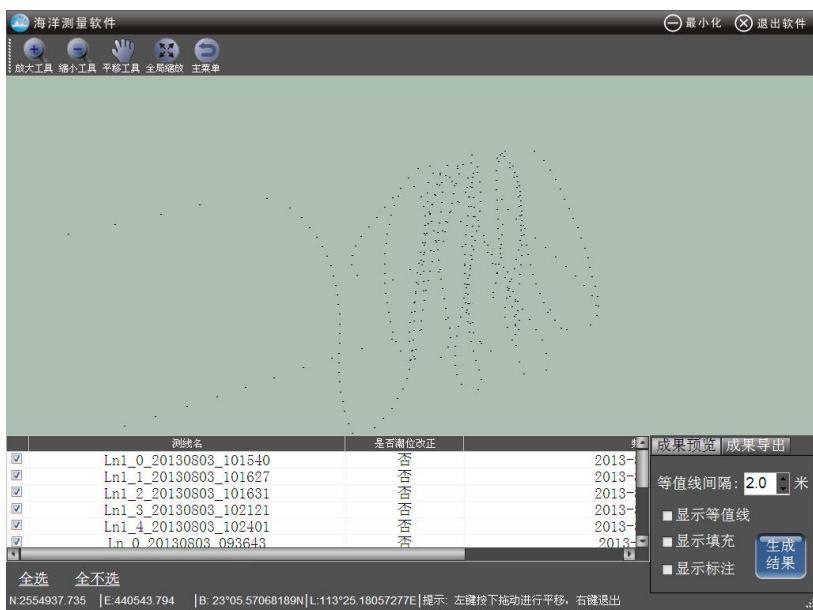 海洋测量软件 最小化 退出软件
放大工具 缩小工具 平移工具 全局缩放 主菜单
测线名 是否潮位改正
Ln1_0_20130803_101540 否 2013-
Ln1_1_20130803_101627 否 2013-
Ln1_2_20130803_101631 否 2013-
Ln1_3_20130803_102121 否 2013-
Ln1_4_20130803_102401 否 2013-
Ln_0_20130803_093643 否 2013-
成果预览 成果导出
等值线间隔: 2.0 米
显示等值线
显示填充
显示标注
生成
结果
全选 全不选
N:2554937.735 |E:440543.794 |B: 23°05.57068189N|L:113°25.18057277E|提示: 左键按下拖动进行平移，右键退出